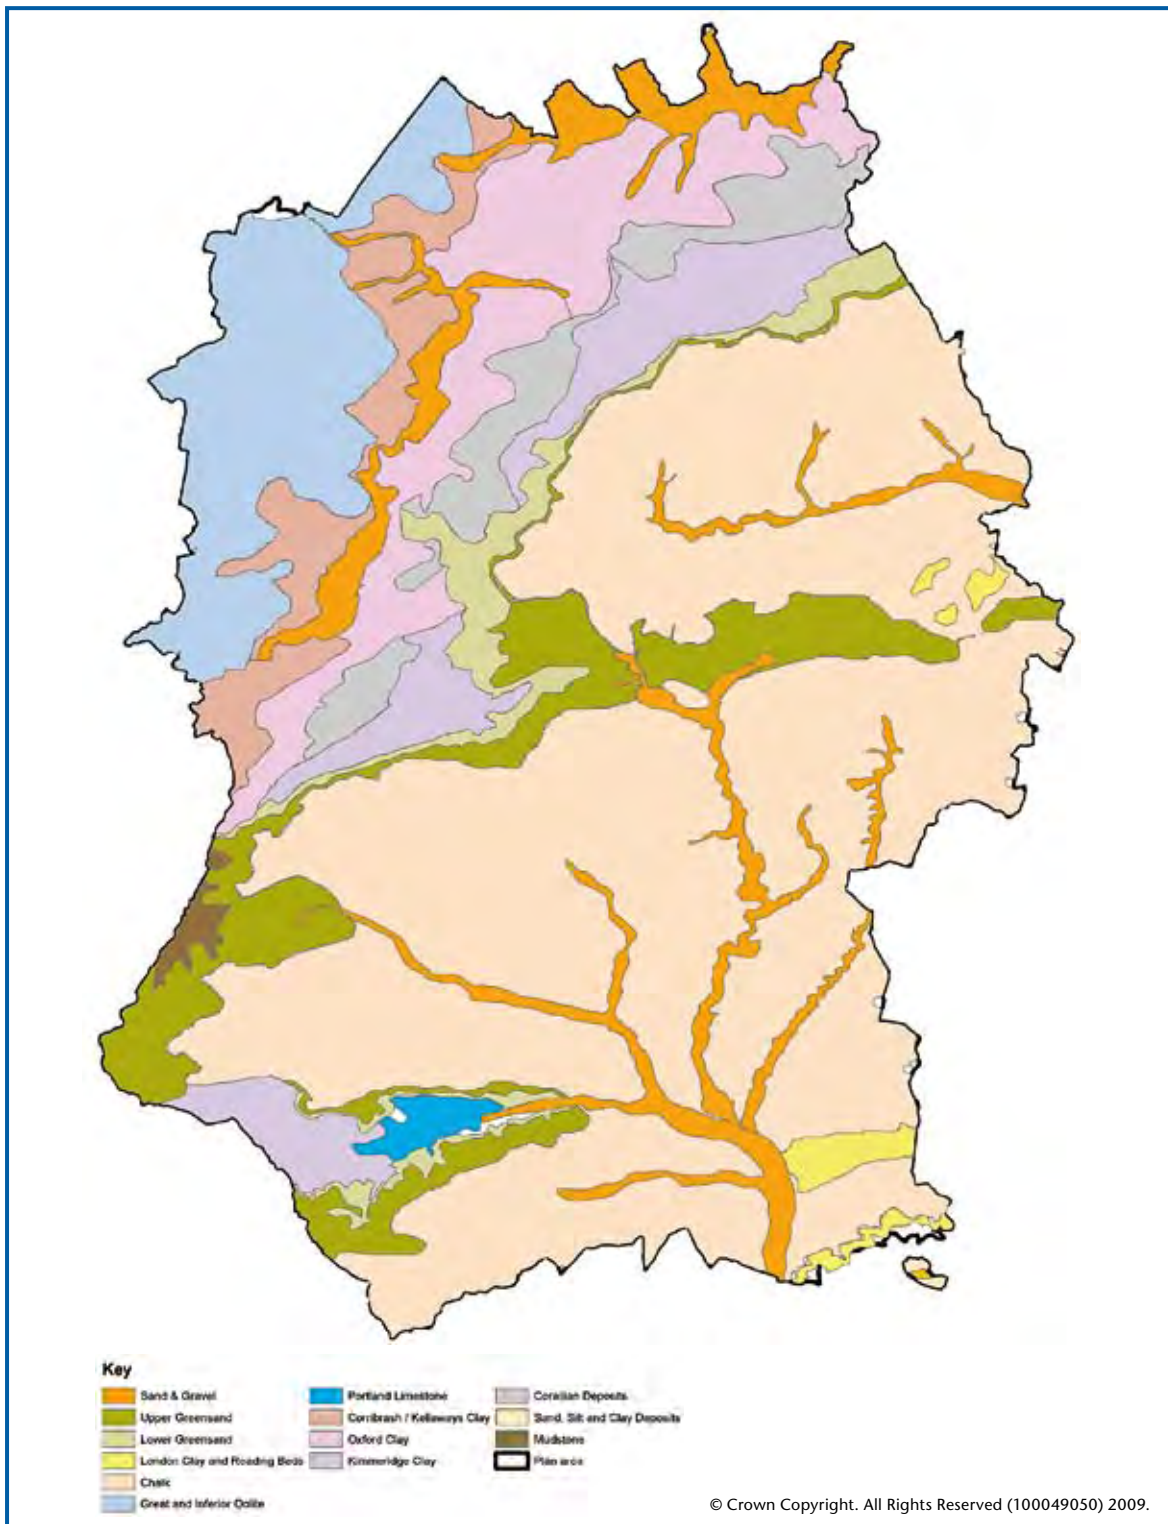 Key
Sand & Gravel
Upper Greensand
Lower Greensand
London Clay and Reading Beds
Chalk
Great and Inferior Oolite
Portland Limestone
Cornbrash / Kellaways Clay
Oxford Clay
Kimmeridge Clay
Corallian Deposits
Sand, Silt and Clay Deposits
Mudstone
Plan area
© Crown Copyright. All Rights Reserved (100049050) 2009.